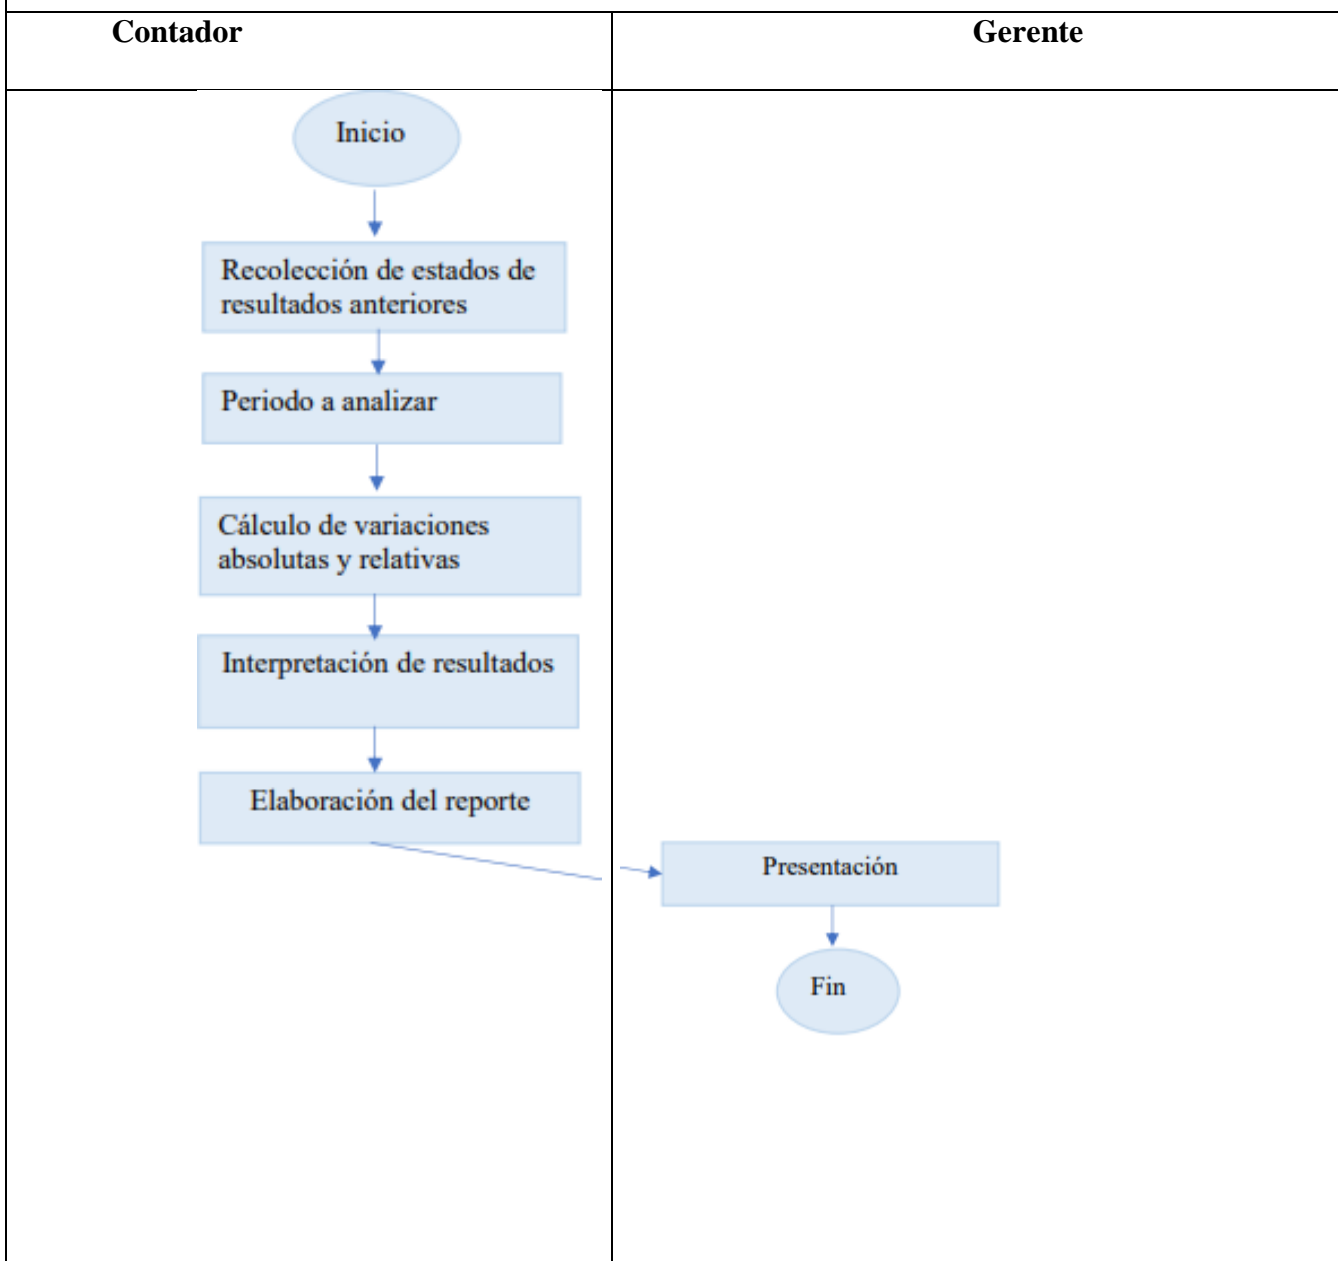 Contador
Gerente
Inicio
Recolección de estados de
resultados anteriores
Periodo a analizar
Cálculo de variaciones
absolutas y relativas
Interpretación de resultados
Elaboración del reporte
Presentación
Fin